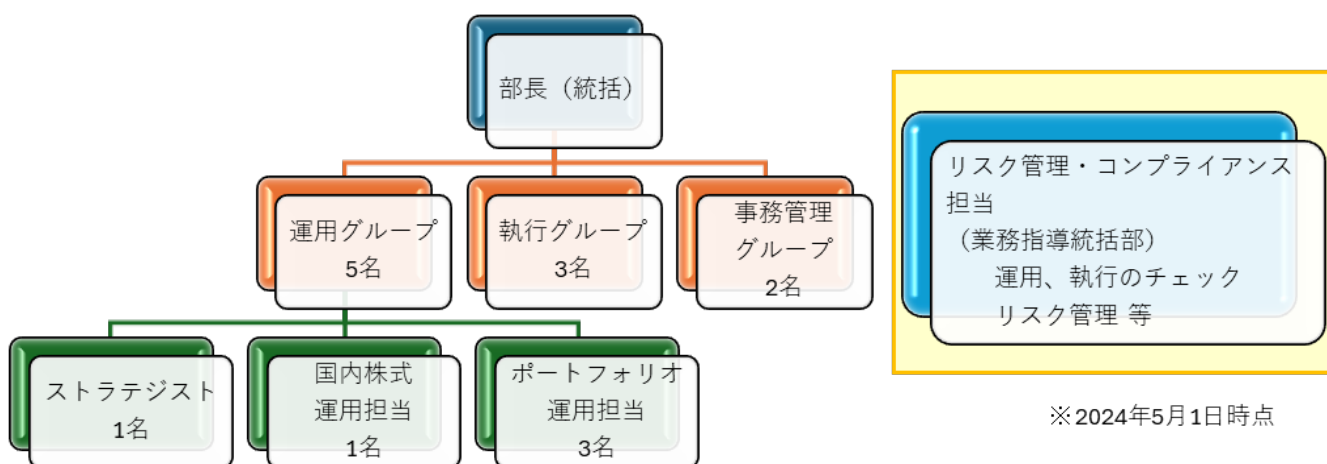 部長（統括）
運用グループ
5名
執行グループ
3名
事務管理
グループ
2名
ストラテジスト
1名
国内株式
運用担当
1名
ポートフォリオ
運用担当
3名
リスク管理・コンプライアンス
担当
（業務指導統括部）
運用、執行のチェック
リスク管理 等
※2024年5月1日時点